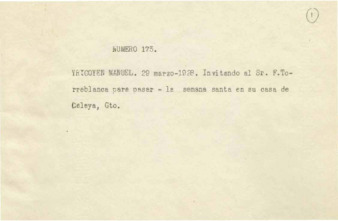 1
NUMERO 175.
YRIGOYEN MANUEL. 29 marzo-1928. Invitando al Sr. F.To-
rreblanca para pasar - la semana santa en su casa de
Celaya, Gto.